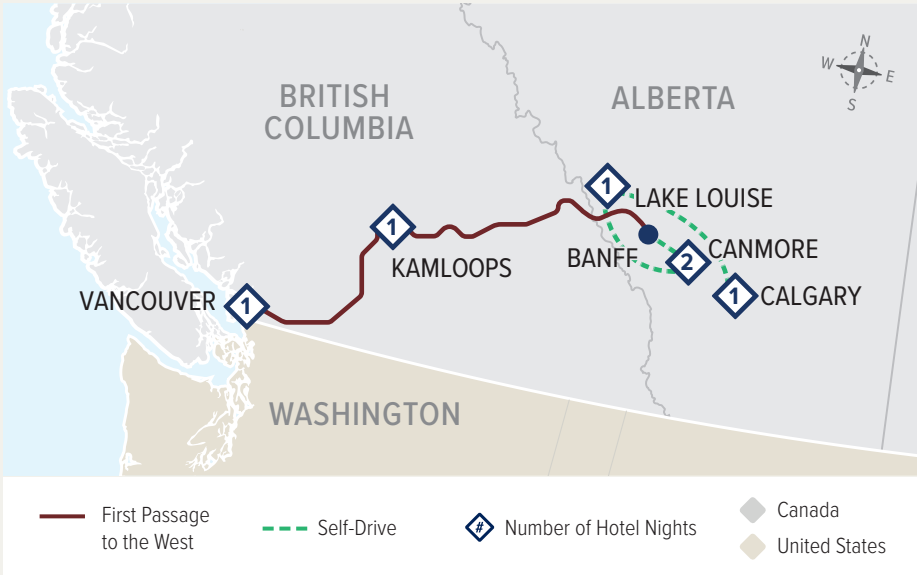 N
W
E
S
BRITISH
COLUMBIA
ALBERTA
1
LAKE LOUISE
1
KAMLOOPS
BANFF
CANMORE
2
VANCOUVER
1
1
CALGARY
WASHINGTON
First Passage
to the West
Self-Drive
# Number of Hotel Nights
Canada
United States